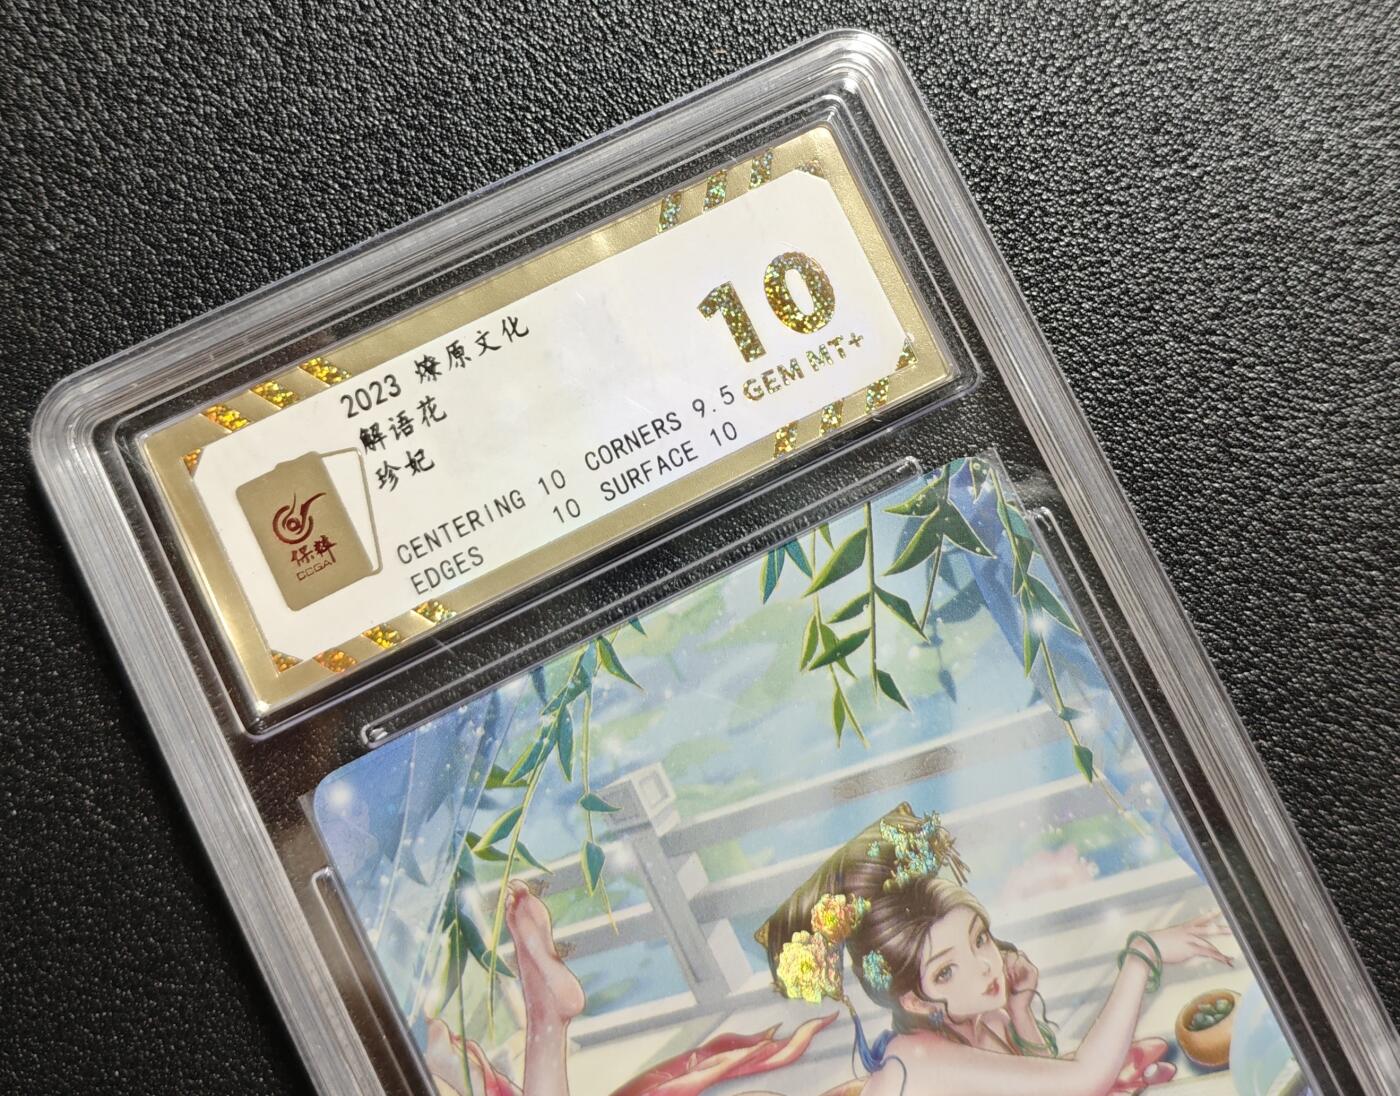 2023 燎原文化
解语花
珍妃
10
GEM MT+
CENTERING 10 CORNERS 9.5
EDGES 10 SURFACE 10
保粹
CCGA